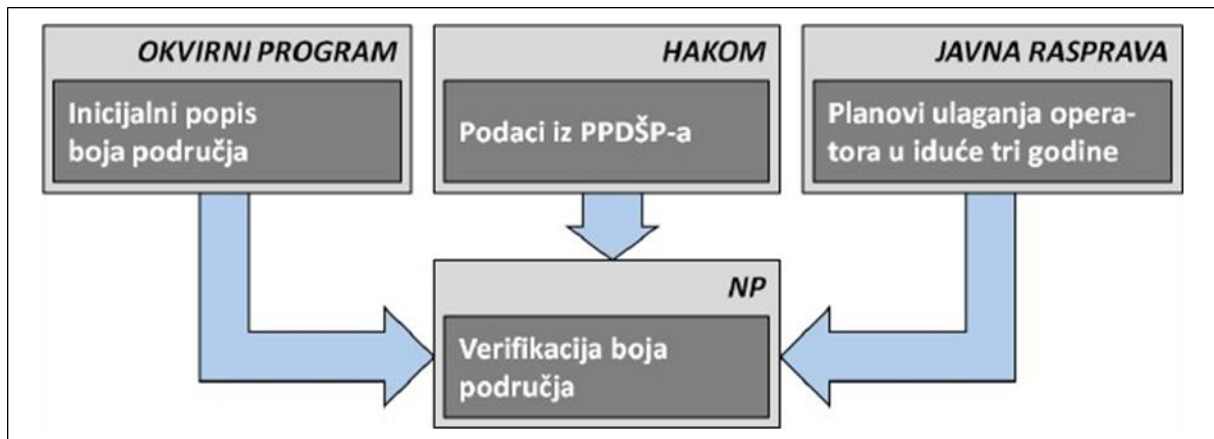 OKVIRNI PROGRAM
Inicijalni popis
boja područja
HAKOM
Podaci iz PPDŠP-a
JAVNA RASPRAVA
Planovi ulaganja opera-
tora u iduće tri godine
NP
Verifikacija boja
područja